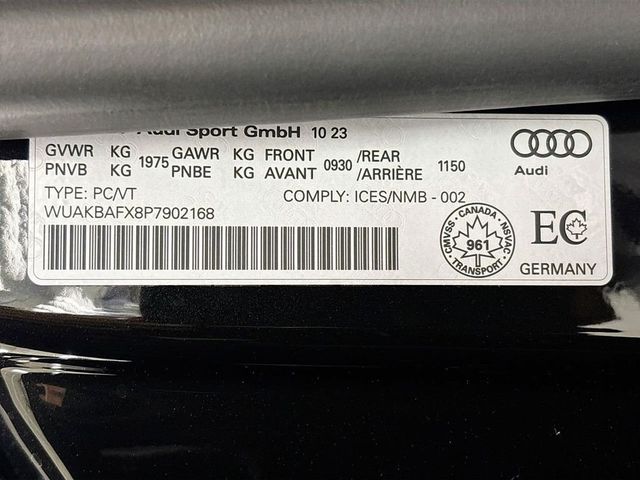 Audi Sport GmbH 10 23
GVWR KG 1975 GAWR KG FRONT 0930 /REAR 1150
PNVB KG PNBE KG AVANT /ARRIÈRE
TYPE: PC/VT COMPLY: ICES/NMB - 002
WUAKBAFX8P7902168
Audi
CANADA
CMVSS NSVAC
961
TRANSPORT
EC
GERMANY